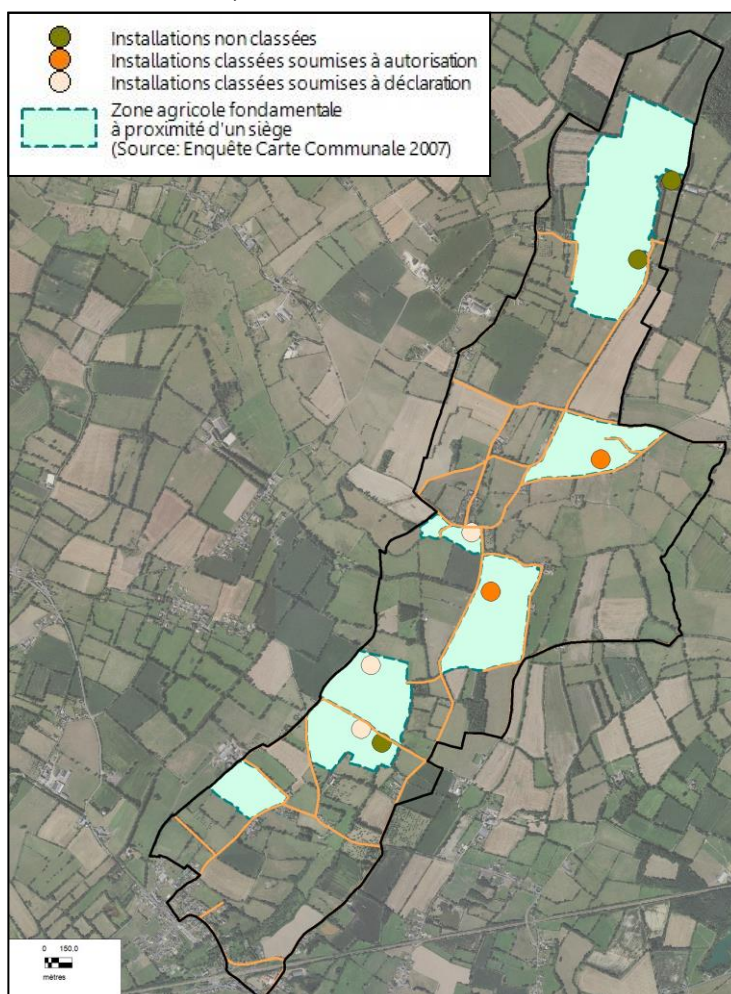 Installations non classées
Installations classées soumises à autorisation
Installations classées soumises à déclaration
Zone agricole fondamentale
à proximité d'un siège
(Source: Enquête Carte Communale 2007)
0 150,0
mètres